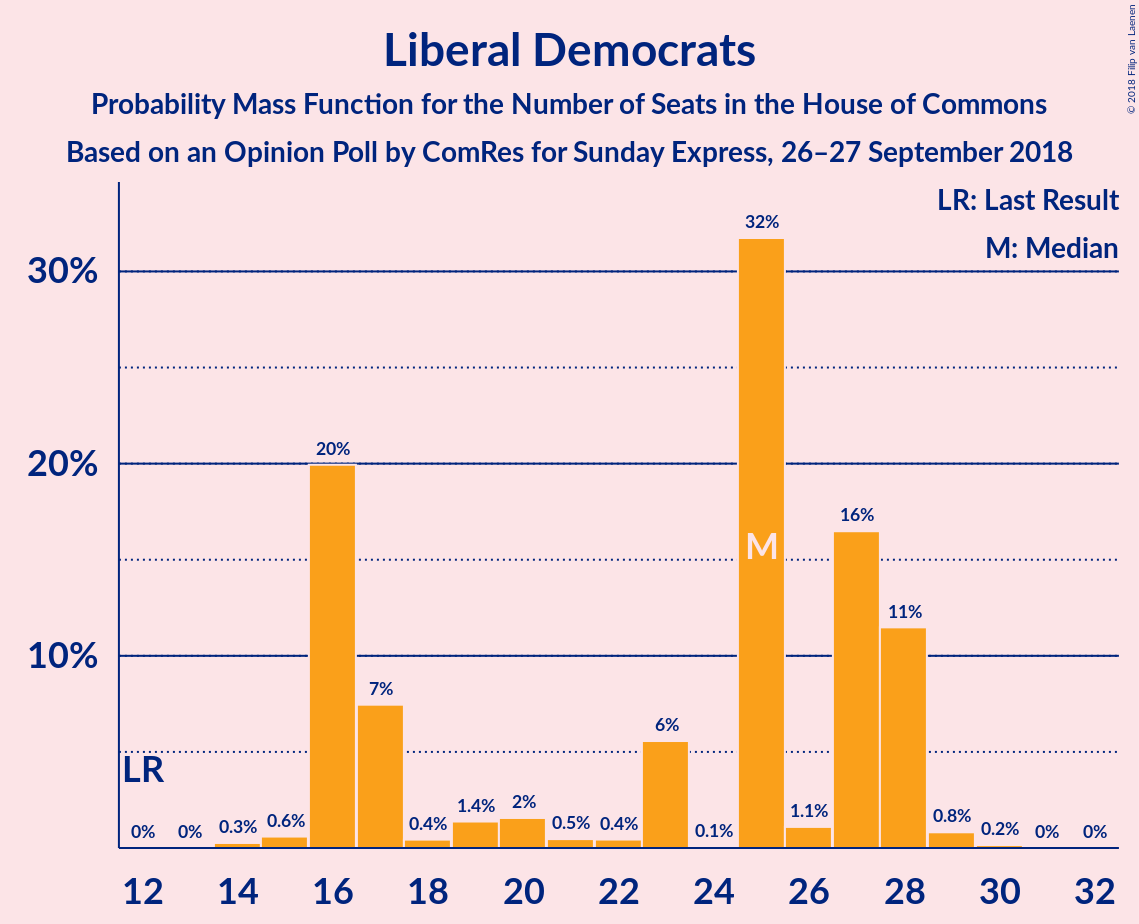 Liberal Democrats
Probability Mass Function for the Number of Seats in the House of Commons
Based on an Opinion Poll by ComRes for Sunday Express, 26–27 September 2018
© 2018 Filip van Laenen
LR: Last Result
M: Median
30%
20%
10%
LR
M
0% 0% 0.3% 0.6% 20% 7% 0.4% 1.4% 2% 0.5% 0.4% 6% 0.1% 32% 1.1% 16% 11% 0.8% 0.2% 0% 0%
12 14 16 18 20 22 24 26 28 30 32